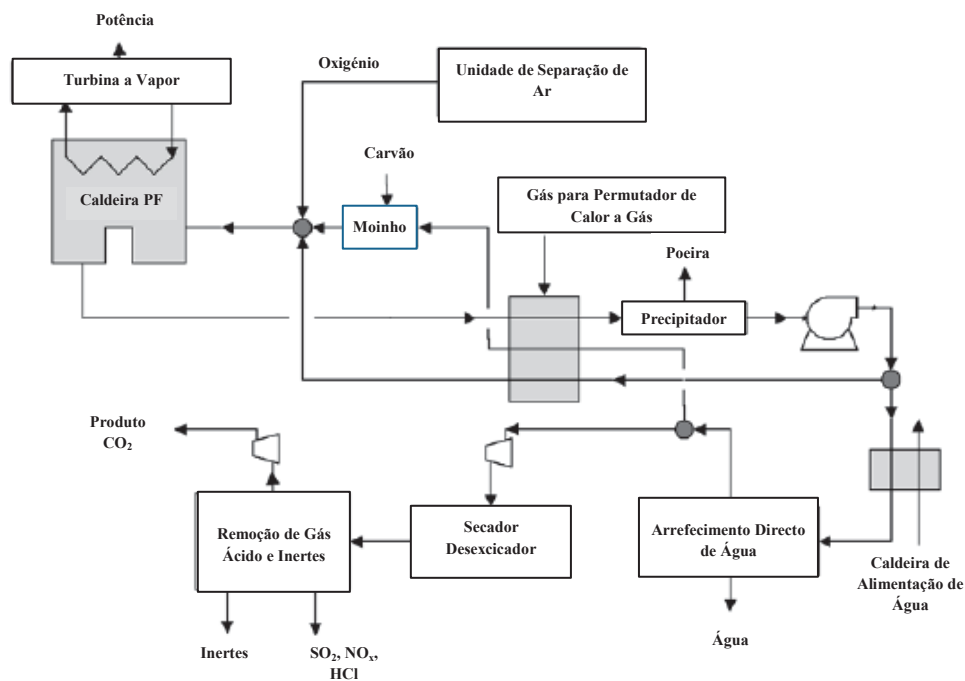 Potência
Turbina a Vapor
Oxigénio
Unidade de Separação de
Ar
Carvão
Caldeira PF
Moinho
Gás para Permutador de
Calor a Gás
Poeira
Precipitador
Produto
CO₂
Remoção de Gás
Ácido e Inertes
Secador
Desexcicador
Arrefecimento Directo
de Água
Caldeira de
Alimentação de
Água
Inertes
SO₂, NOₓ,
HCl
Água